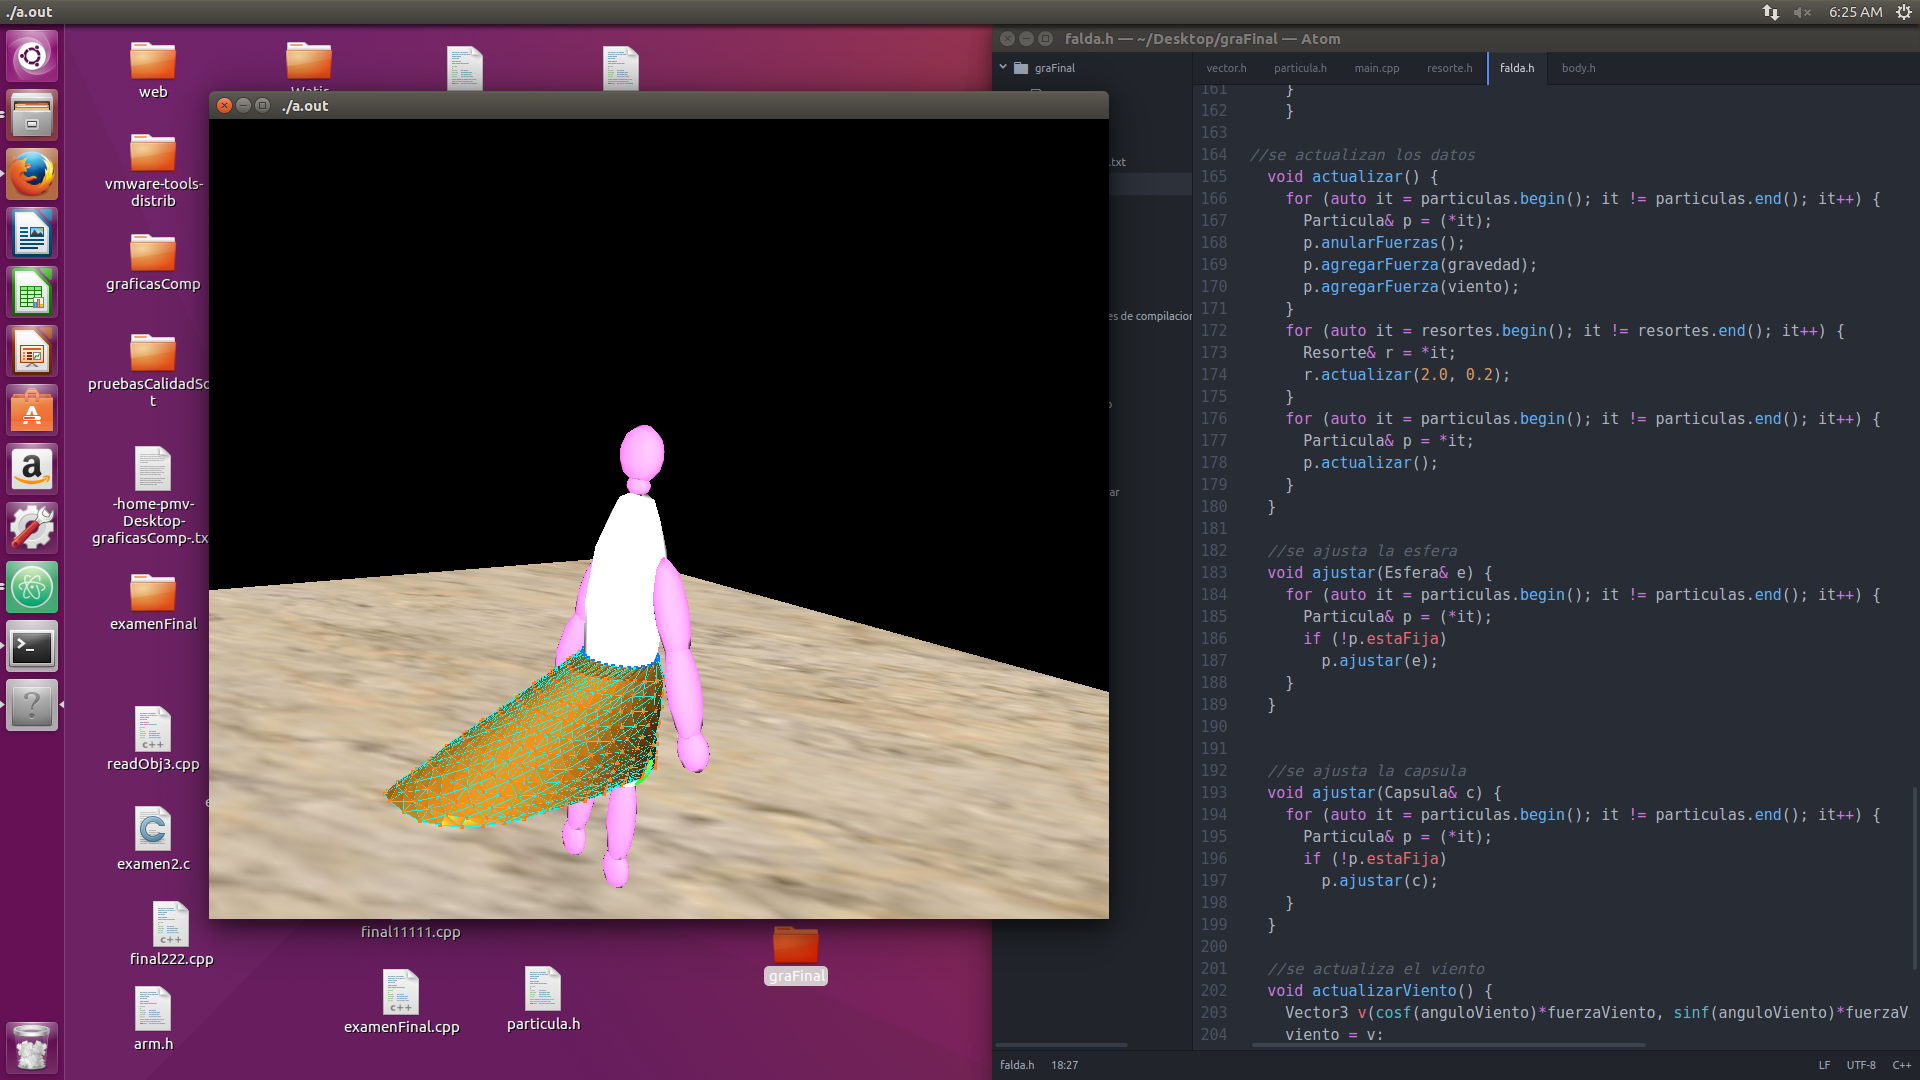 ./a.out
6:25 AM
web
vmware-tools-
distrib
graficasComp
pruebasCalidadSc
t
-home-pmv-
Desktop-
graficasComp-.tx
examenFinal
readObj3.cpp
examen2.c
final222.cpp
arm.h
final11111.cpp
examenFinal.cpp
particula.h
graFinal
./a.out
falda.h — ~/Desktop/graFinal — Atom
graFinal
.txt
es de compilacion
ar
vector.h
particula.h
main.cpp
resorte.h
falda.h
body.h
161 }
162 }
163
164 //se actualizan los datos
165 void actualizar() {
166 for (auto it = particulas.begin(); it != particulas.end(); it++) {
167 Particula& p = (*it);
168 p.anularFuerzas();
169 p.agregarFuerza(gravedad);
170 p.agregarFuerza(viento);
171 }
172 for (auto it = resortes.begin(); it != resortes.end(); it++) {
173 Resorte& r = *it;
174 r.actualizar(2.0, 0.2);
175 }
176 for (auto it = particulas.begin(); it != particulas.end(); it++) {
177 Particula& p = *it;
178 p.actualizar();
179 }
180 }
181
182 //se ajusta la esfera
183 void ajustar(Esfera& e) {
184 for (auto it = particulas.begin(); it != particulas.end(); it++) {
185 Particula& p = (*it);
186 if (!p.estaFija)
187 p.ajustar(e);
188 }
189 }
190
191
192 //se ajusta la capsula
193 void ajustar(Capsula& c) {
194 for (auto it = particulas.begin(); it != particulas.end(); it++) {
195 Particula& p = (*it);
196 if (!p.estaFija)
197 p.ajustar(c);
198 }
199 }
200
201 //se actualiza el viento
202 void actualizarViento() {
203 Vector3 v(cosf(anguloViento)*fuerzaViento, sinf(anguloViento)*fuerzaV
204 viento = v;
falda.h 18:27
LF UTF-8 C++